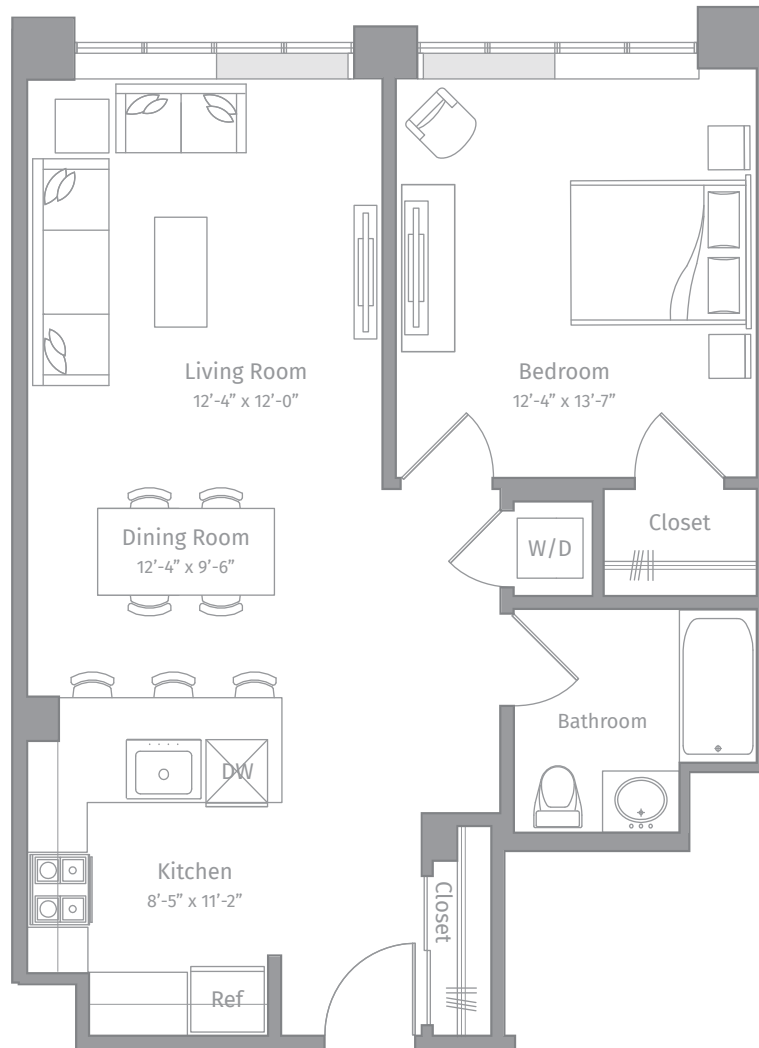 Living Room
12’-4” x 12’-0”
Bedroom
12’-4” x 13’-7”
Dining Room
12’-4” x 9’-6”
W/D
Closet
Bathroom
DW
Kitchen
8’-5” x 11’-2”
Closet
Ref